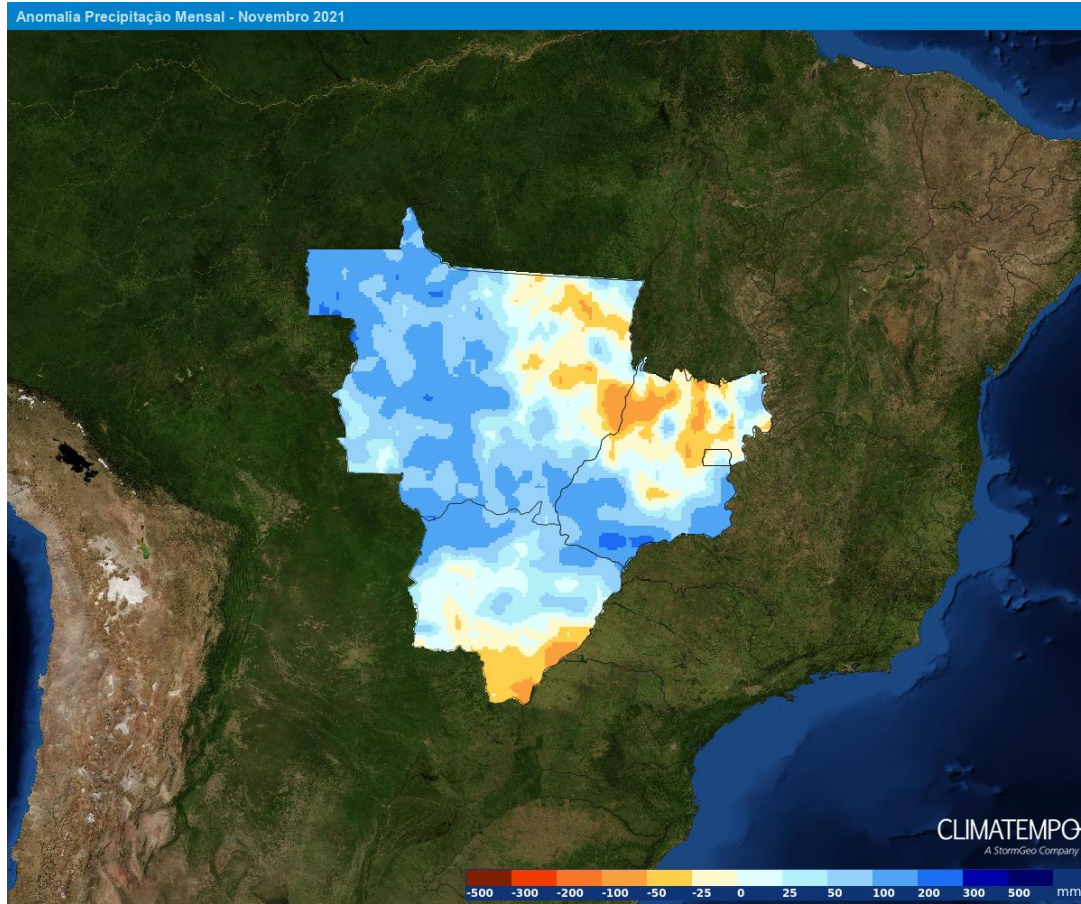 Anomalia Precipitação Mensal - Novembro 2021
CLIMATEMPO
A StormGeo Company
-500 -300 -200 -100 -50 -25 0 25 50 100 200 300 500 mm